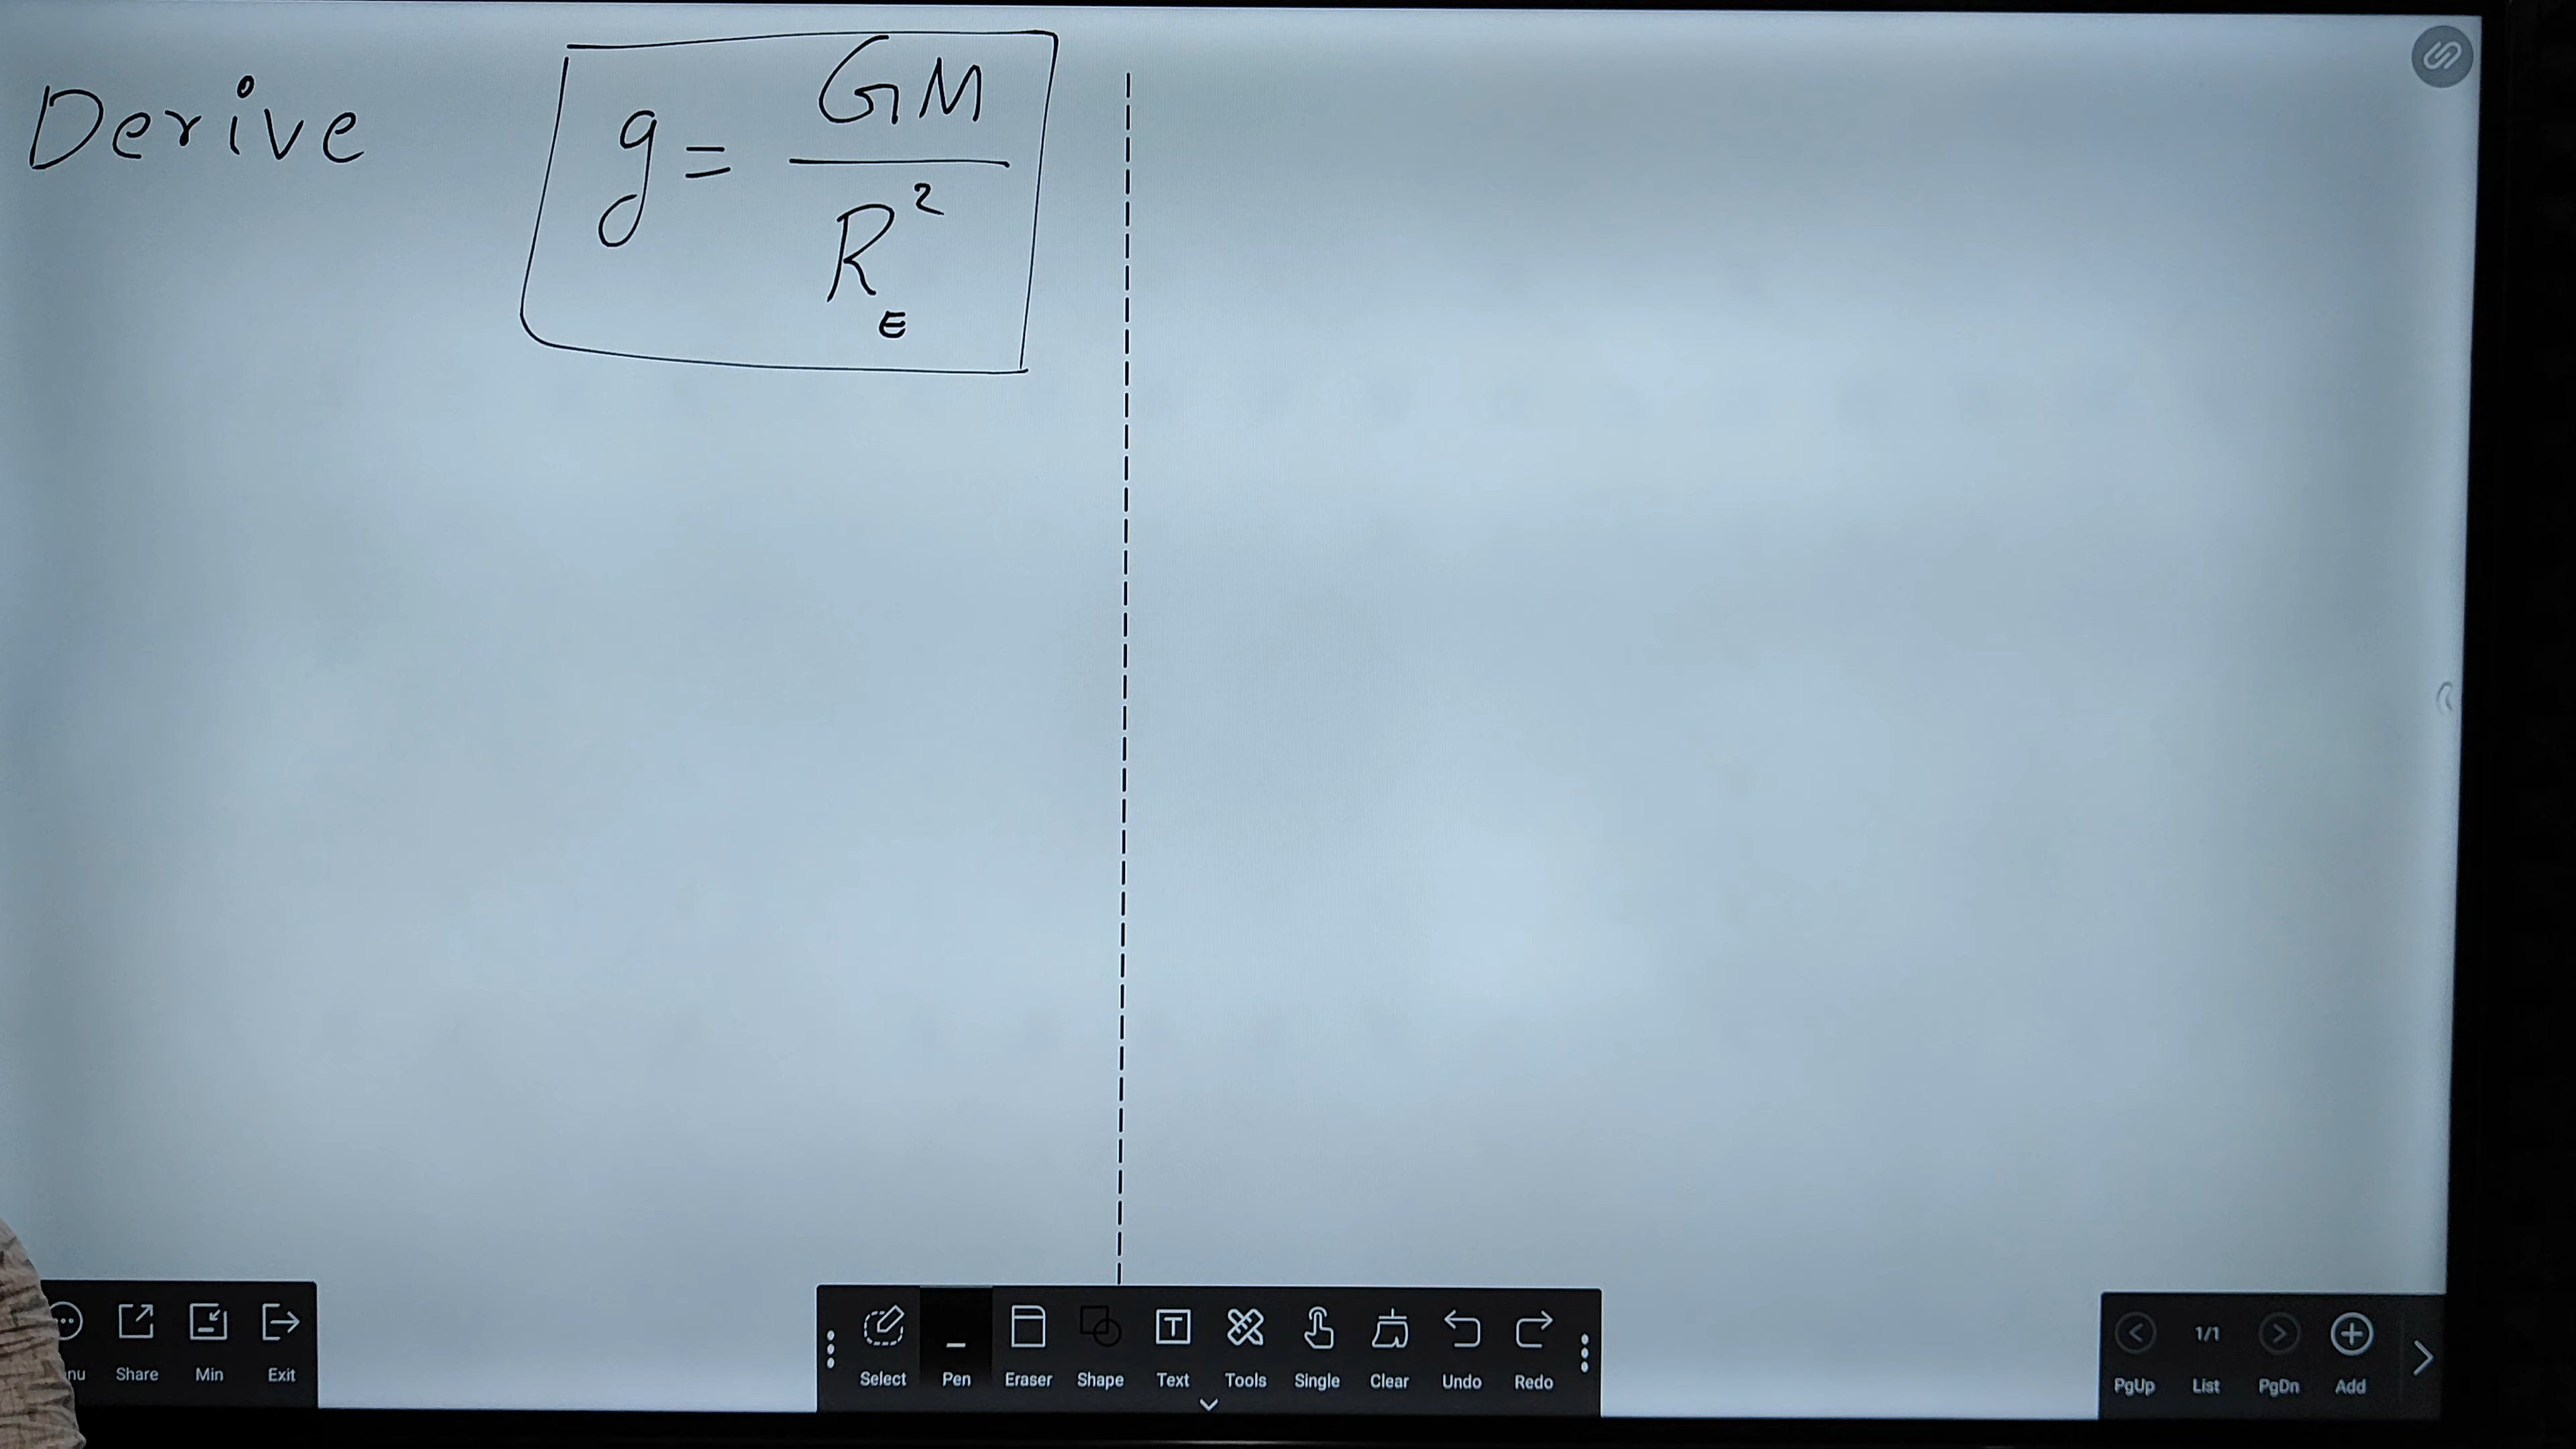 Derive g = GM / R_E^2
nu Share Min Exit
Select Pen Eraser Shape Text Tools Single Clear Undo Redo
1/1
PgUp List PgDn Add